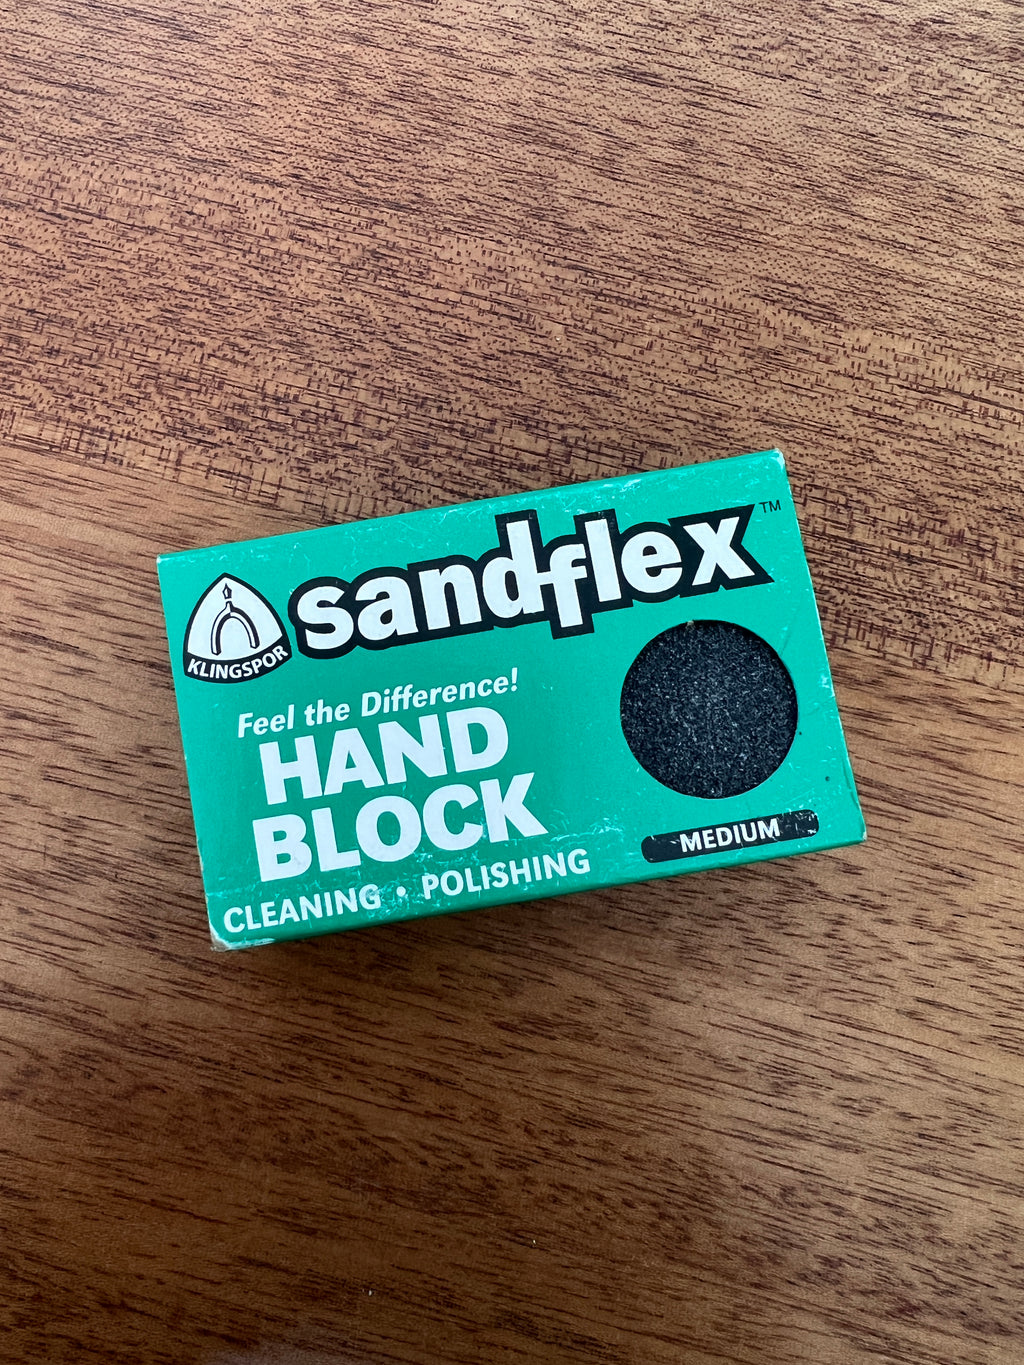 sandflex™
KLINGSPOR
Feel the Difference!
HAND
BLOCK
CLEANING • POLISHING
MEDIUM